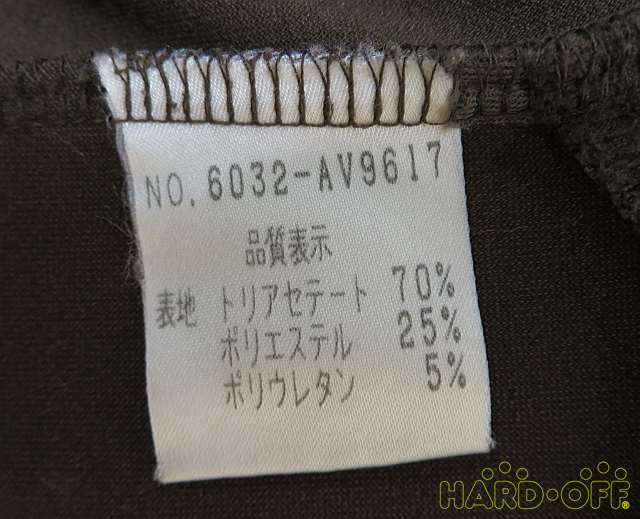 NO. 6032-AV9617
品質表示
表地 トリアセテート 70%
ポリエステル 25%
ポリウレタン 5%
HARD・OFF®